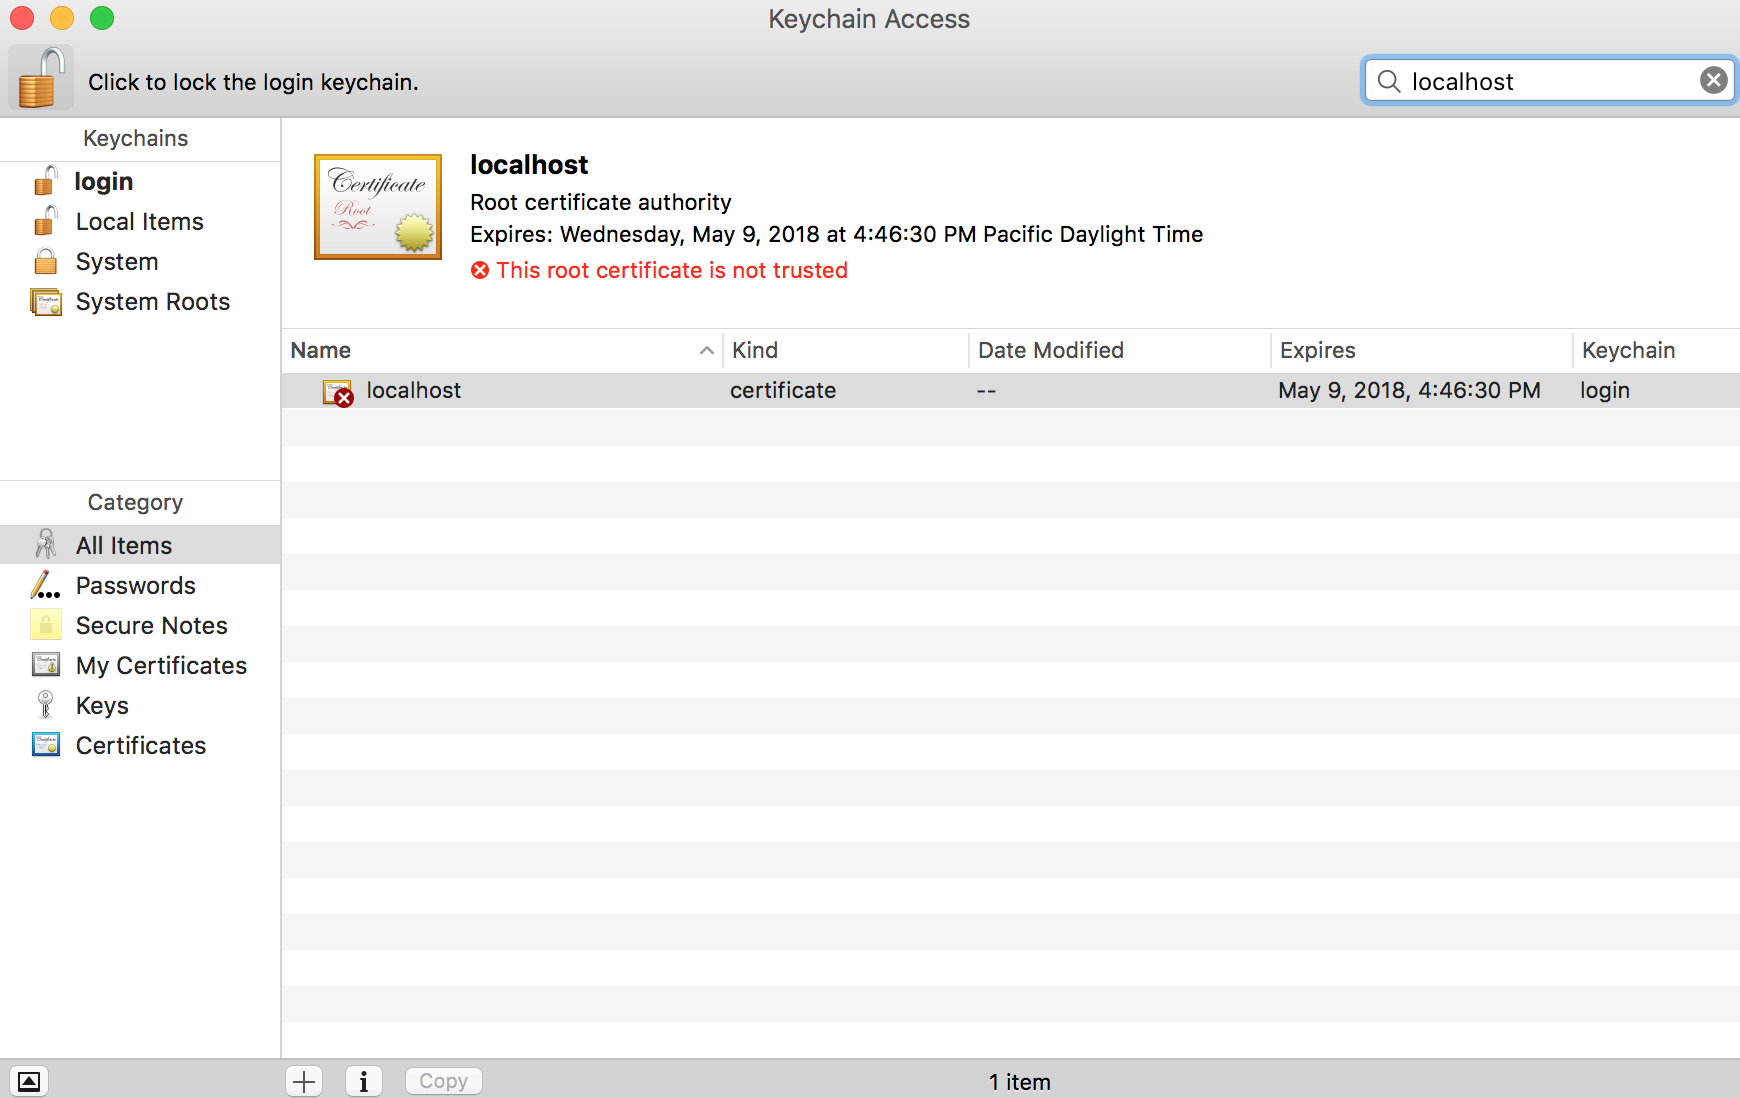 Keychain Access
Click to lock the login keychain.
localhost
Keychains
login
Local Items
System
System Roots
Category
All Items
Passwords
Secure Notes
My Certificates
Keys
Certificates
Certificate
Root
localhost
Root certificate authority
Expires: Wednesday, May 9, 2018 at 4:46:30 PM Pacific Daylight Time
This root certificate is not trusted
Name Kind Date Modified Expires Keychain
localhost certificate -- May 9, 2018, 4:46:30 PM login
Copy
1 item